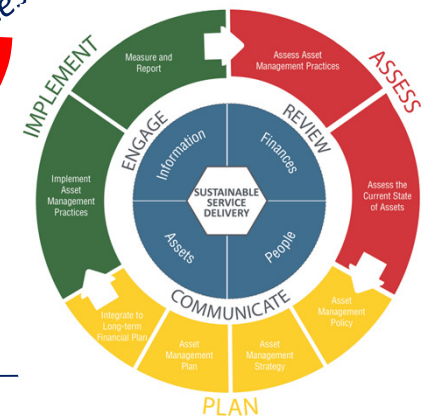 IMPLEMENT
ASSESS
PLAN
Measure and
Report
Assess Asset
Management Practices
Assess the
Current State
of Assets
Asset
Management
Policy
Asset
Management
Strategy
Asset
Management
Plan
Integrate to
Long-term
Financial Plan
Implement
Asset
Management
Practices
ENGAGE
REVIEW
COMMUNICATE
Information
Finances
People
Assets
SUSTAINABLE
SERVICE
DELIVERY